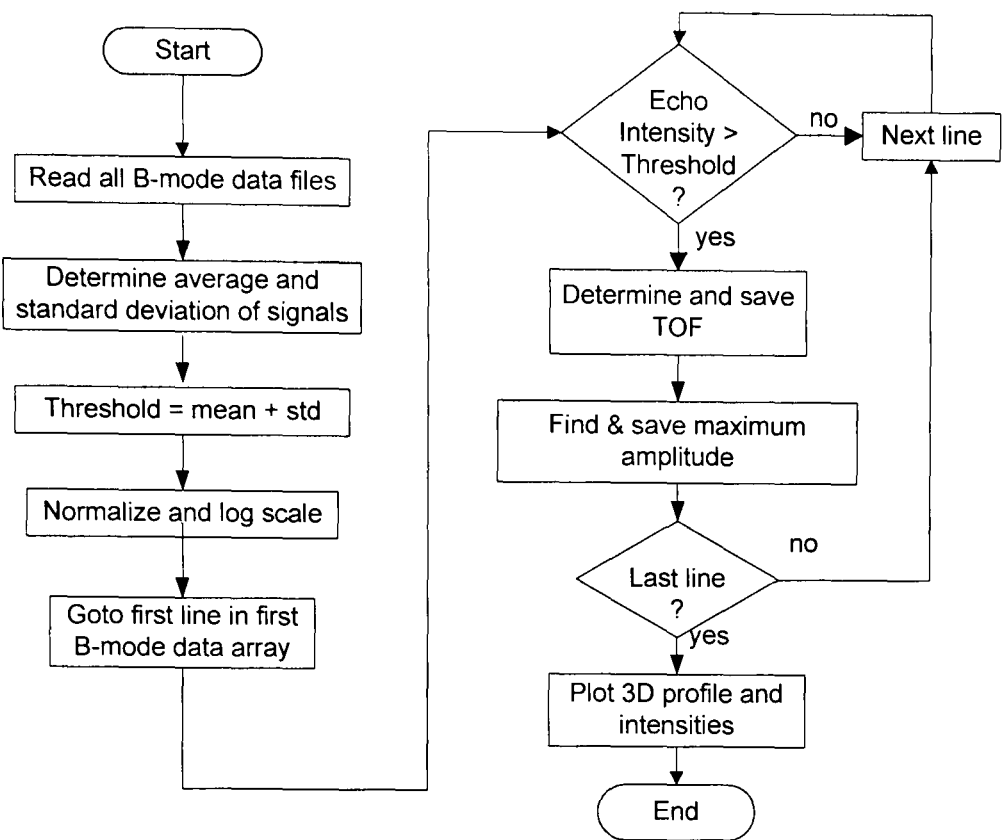 Start
Read all B-mode data files
Determine average and
standard deviation of signals
Threshold = mean + std
Normalize and log scale
Goto first line in first
B-mode data array
Echo
Intensity >
Threshold
?
no
Next line
yes
Determine and save
TOF
Find & save maximum
amplitude
Last line
?
no
yes
Plot 3D profile and
intensities
End